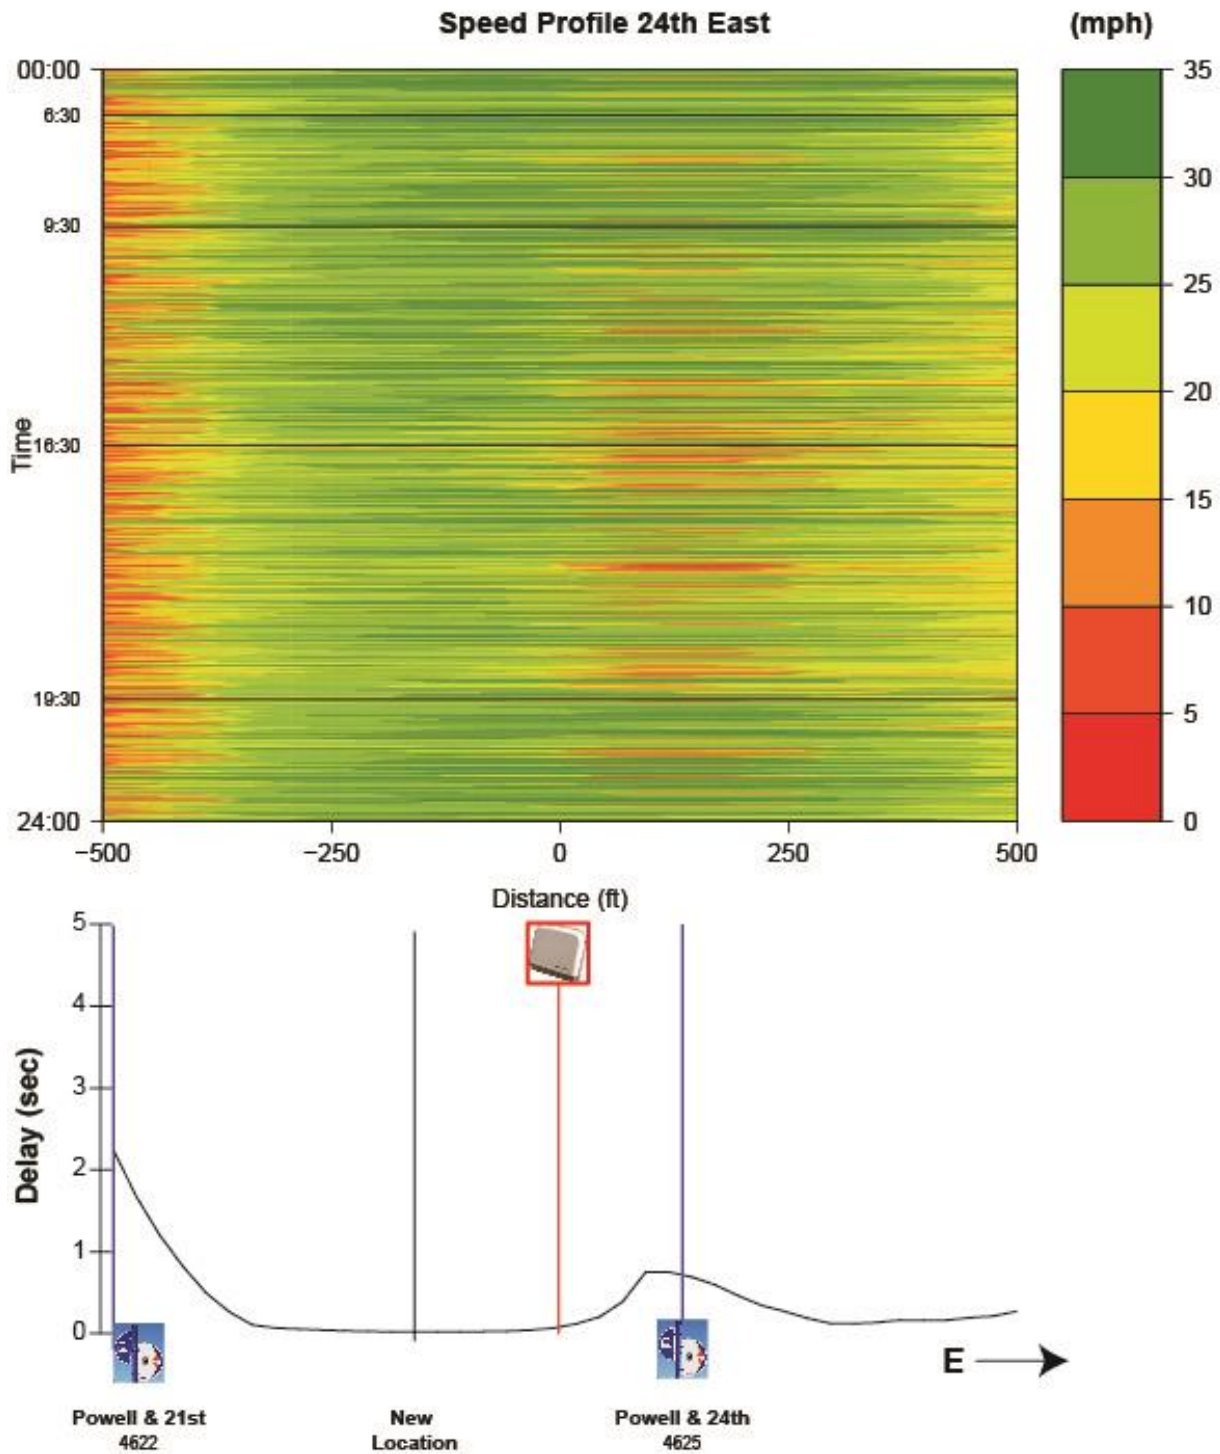 Speed Profile 24th East
(mph)
00:00
6:30
9:30
16:30
19:30
24:00
Time
35
30
25
20
15
10
5
0
−500
−250
0
250
500
Distance (ft)
5
4
3
2
1
0
Delay (sec)
E
Powell & 21st
4622
New
Location
Powell & 24th
4625